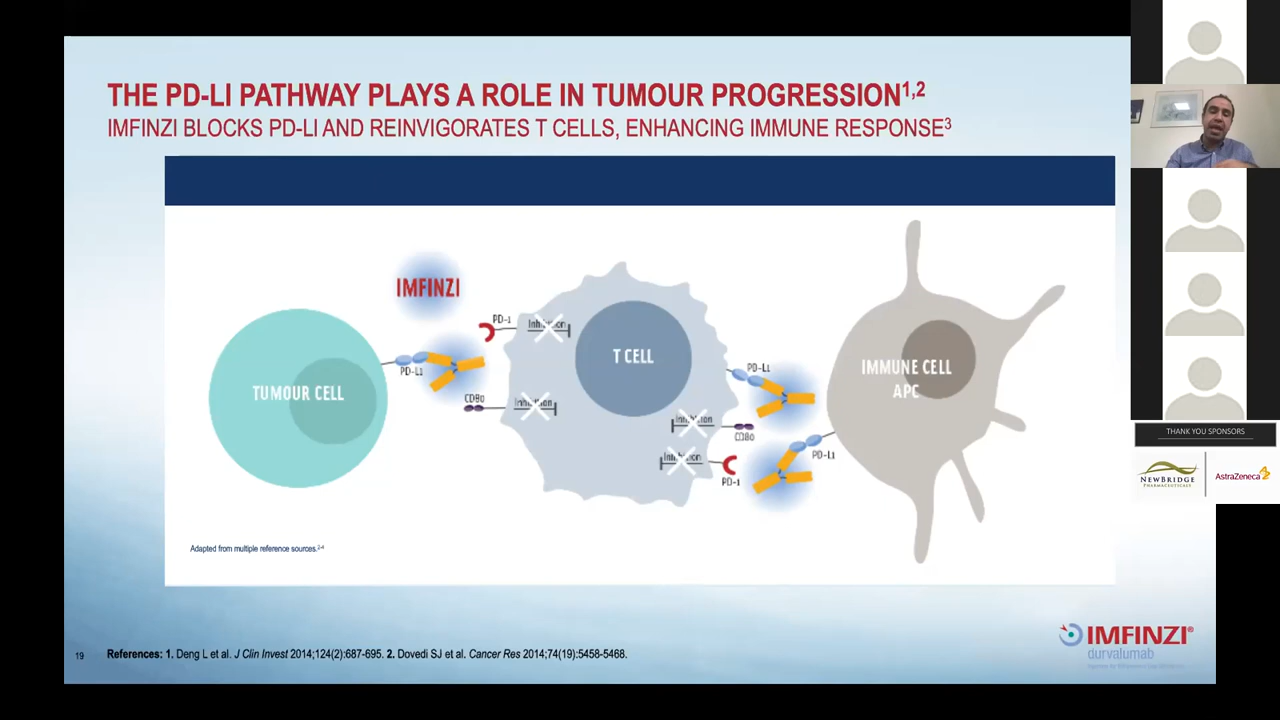 THE PD-LI PATHWAY PLAYS A ROLE IN TUMOUR PROGRESSION1,2
IMFINZI BLOCKS PD-LI AND REINVIGORATES T CELLS, ENHANCING IMMUNE RESPONSE3
IMFINZI
PD-1
Inhibition
PD-L1
TUMOUR CELL
CD80
Inhibition
T CELL
PD-L1
Inhibition
CD80
Inhibition
PD-1
PD-L1
IMMUNE CELL
APC
Adapted from multiple reference sources.2-4
19
References: 1. Deng L et al. J Clin Invest 2014;124(2):687-695. 2. Dovedi SJ et al. Cancer Res 2014;74(19):5458-5468.
IMFINZI®
durvalumab
THANK YOU SPONSORS
NEWBRIDGE
PHARMACEUTICALS
AstraZeneca